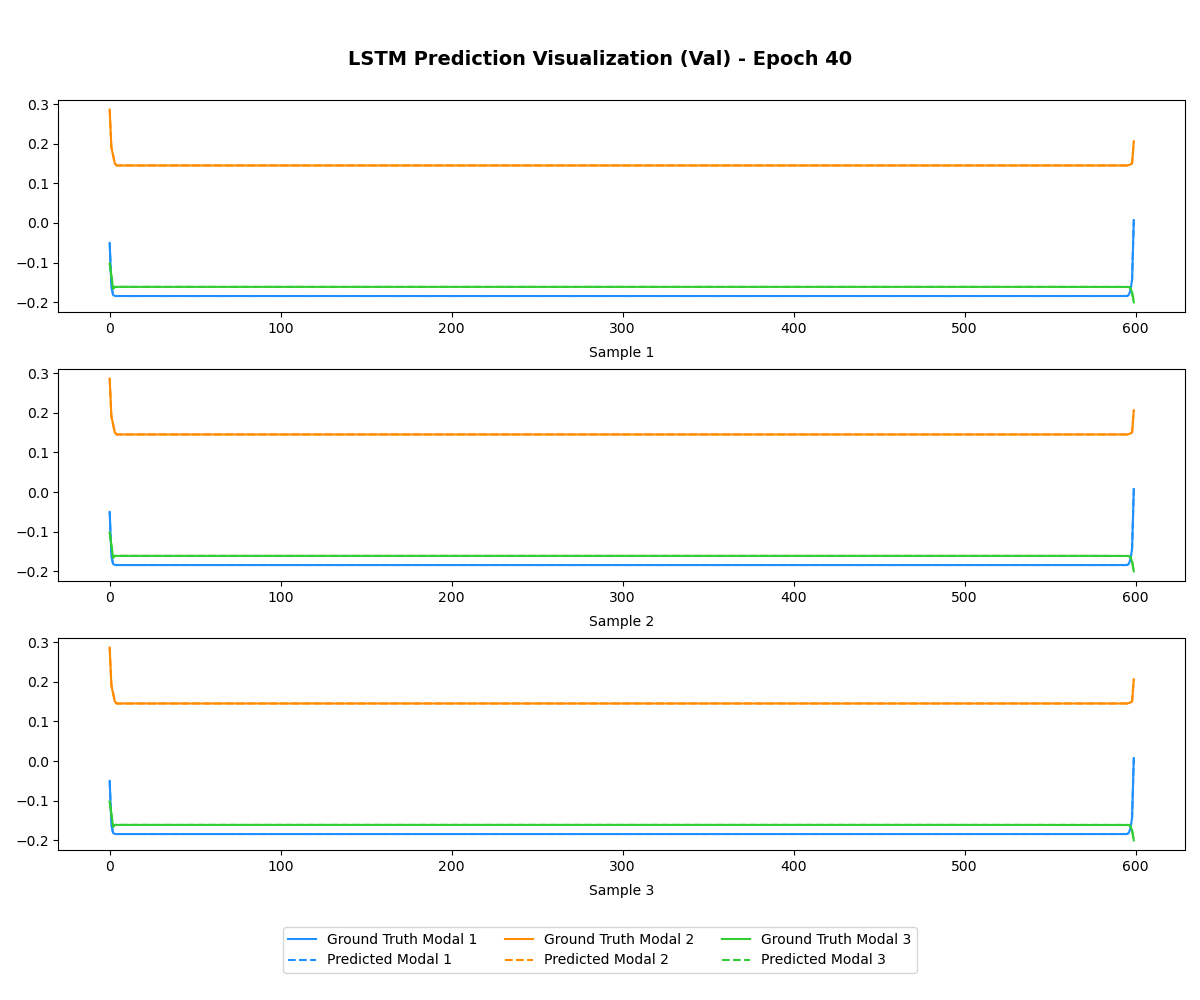 LSTM Prediction Visualization (Val) - Epoch 40
0.3
0.2
0.1
0.0
−0.1
−0.2
0 100 200 300 400 500 600
Sample 1
0.3
0.2
0.1
0.0
−0.1
−0.2
0 100 200 300 400 500 600
Sample 2
0.3
0.2
0.1
0.0
−0.1
−0.2
0 100 200 300 400 500 600
Sample 3
Ground Truth Modal 1 Ground Truth Modal 2 Ground Truth Modal 3
Predicted Modal 1 Predicted Modal 2 Predicted Modal 3